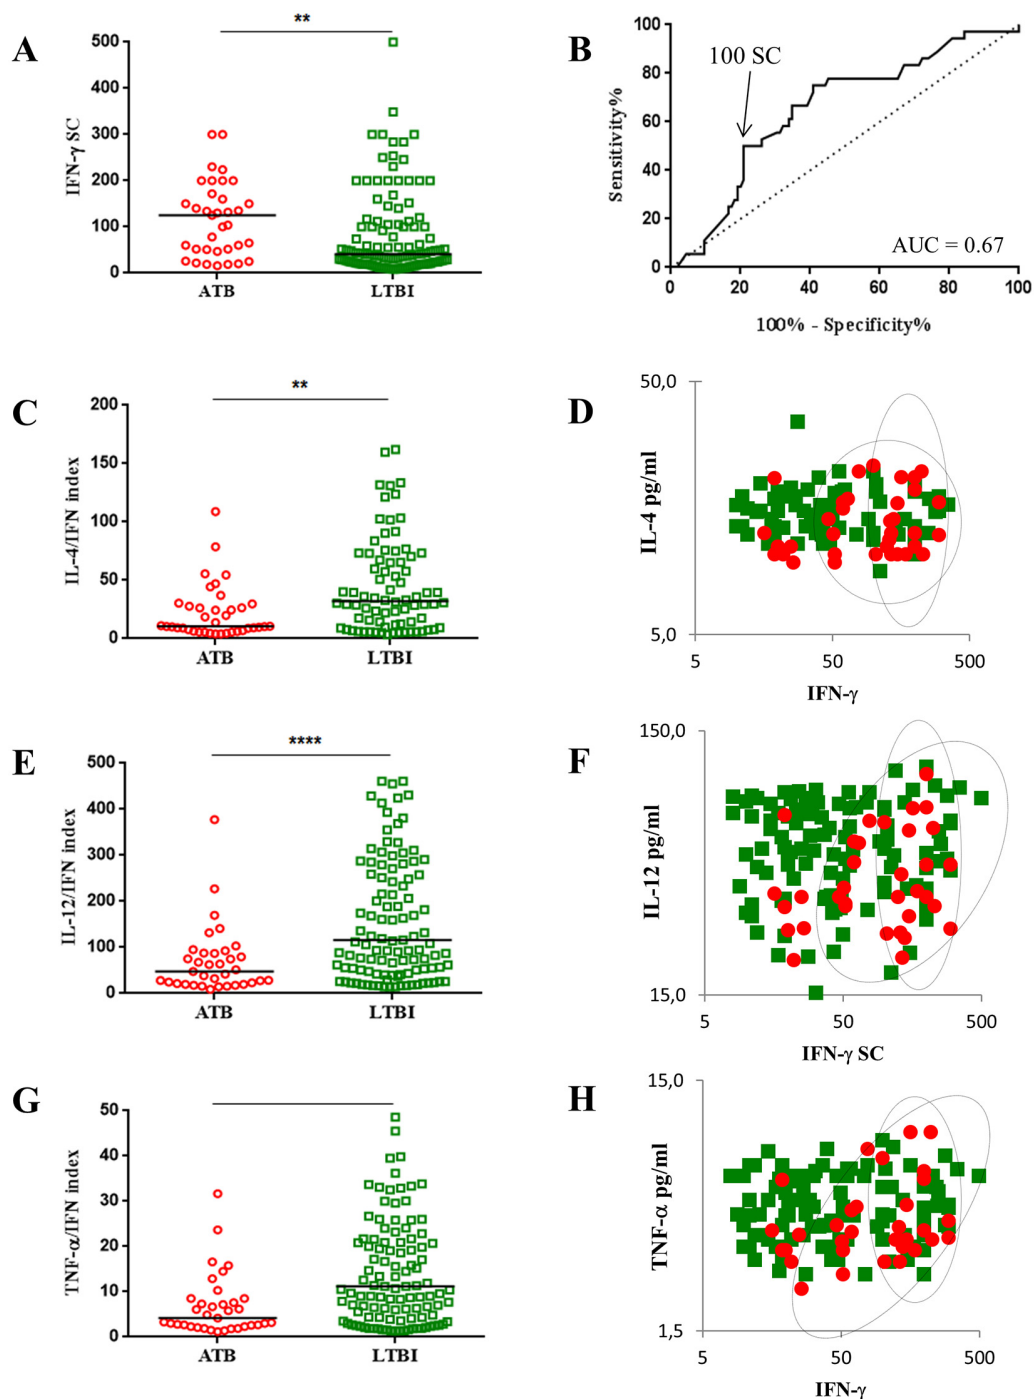 A
**
IFN-γ SC
500
400
300
200
100
0
ATB
LTBI
B
100 SC
Sensitivity%
100
80
60
40
20
0
AUC = 0.67
0
20
40
60
80
100
100% - Specificity%
C
**
IL-4/IFN index
200
150
100
50
0
ATB
LTBI
D
50,0
IL-4 pg/ml
5,0
5
50
500
IFN-γ
E
****
IL-12/IFN index
500
400
300
200
100
0
ATB
LTBI
F
150,0
IL-12 pg/ml
15,0
5
50
500
IFN-γ SC
G
TNF-α/IFN index
50
40
30
20
10
0
ATB
LTBI
H
15,0
TNF-α pg/ml
1,5
5
50
500
IFN-γ